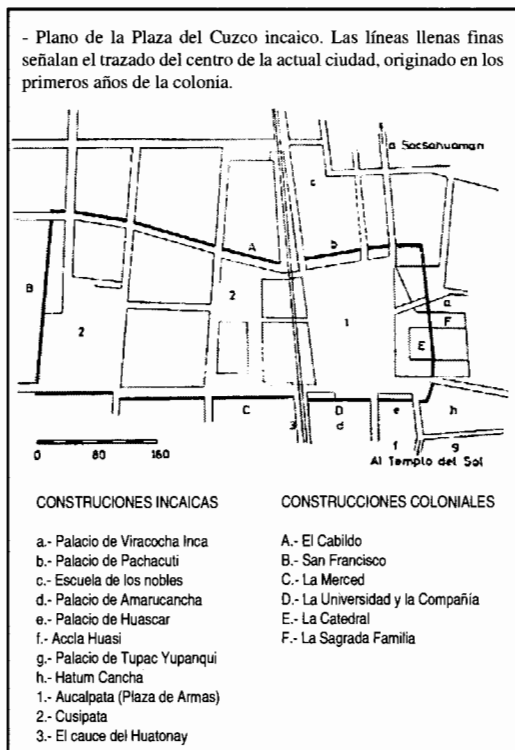 - Plano de la Plaza del Cuzco incaico. Las líneas llenas finas
señalan el trazado del centro de la actual ciudad, originado en los
primeros años de la colonia.
a Sacsahuaman
c
A
b
B
2
2
1
a
F
E
C
D
e
h
3
d
f
g
Al Templo del Sol
0 80 160
CONSTRUCIONES INCAICAS
a.- Palacio de Viracocha Inca
b.- Palacio de Pachacuti
c.- Escuela de los nobles
d.- Palacio de Amarucancha
e.- Palacio de Huascar
f.- Accla Huasi
g.- Palacio de Tupac Yupanqui
h.- Hatum Cancha
1.- Aucalpata (Plaza de Armas)
2.- Cusipata
3.- El cauce del Huatonay
CONSTRUCCIONES COLONIALES
A.- El Cabildo
B.- San Francisco
C.- La Merced
D.- La Universidad y la Compañía
E.- La Catedral
F.- La Sagrada Familia